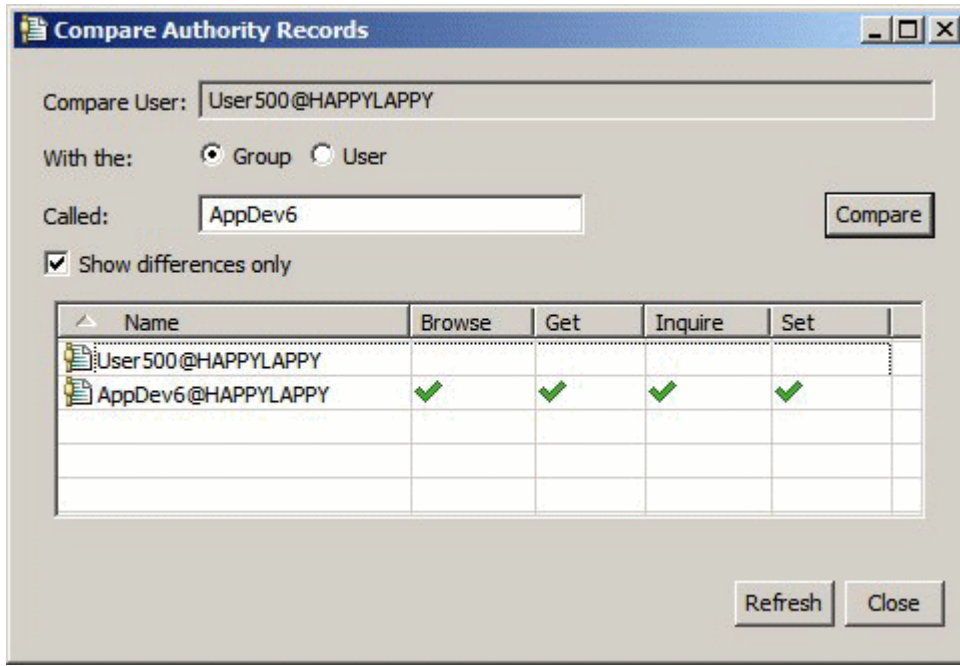 Compare Authority Records
Compare User: User500@HAPPYLAPPY
With the: Group User
Called: AppDev6 Compare
Show differences only
Name Browse Get Inquire Set
User500@HAPPYLAPPY
AppDev6@HAPPYLAPPY
Refresh Close